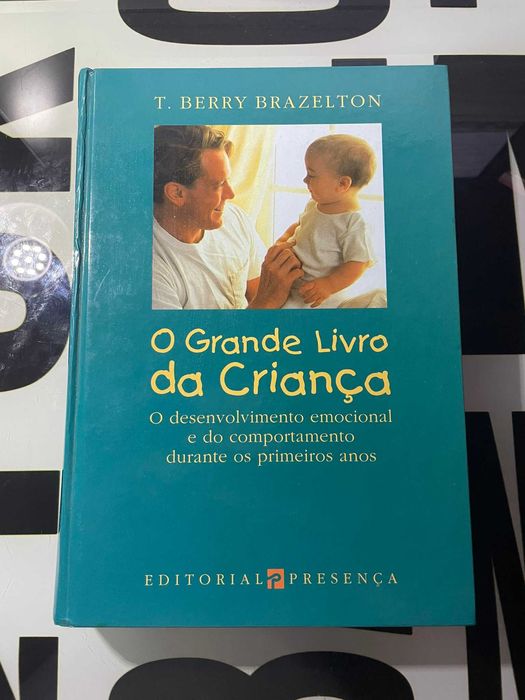 T. BERRY BRAZELTON
O GRANDE LIVRO
DA CRIANÇA
O desenvolvimento emocional
e do comportamento
durante os primeiros anos
EDITORIAL PRESENÇA